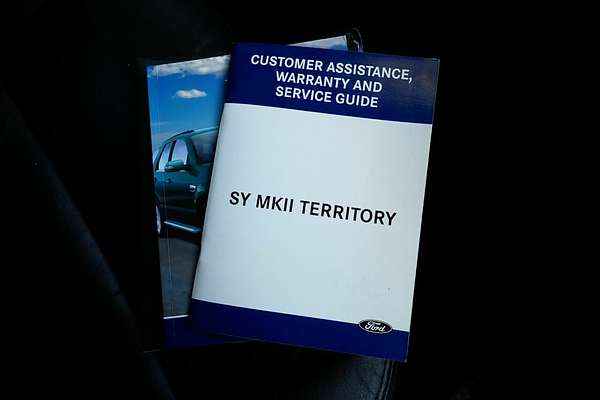 CUSTOMER ASSISTANCE,
WARRANTY AND
SERVICE GUIDE
SY MKII TERRITORY
Ford